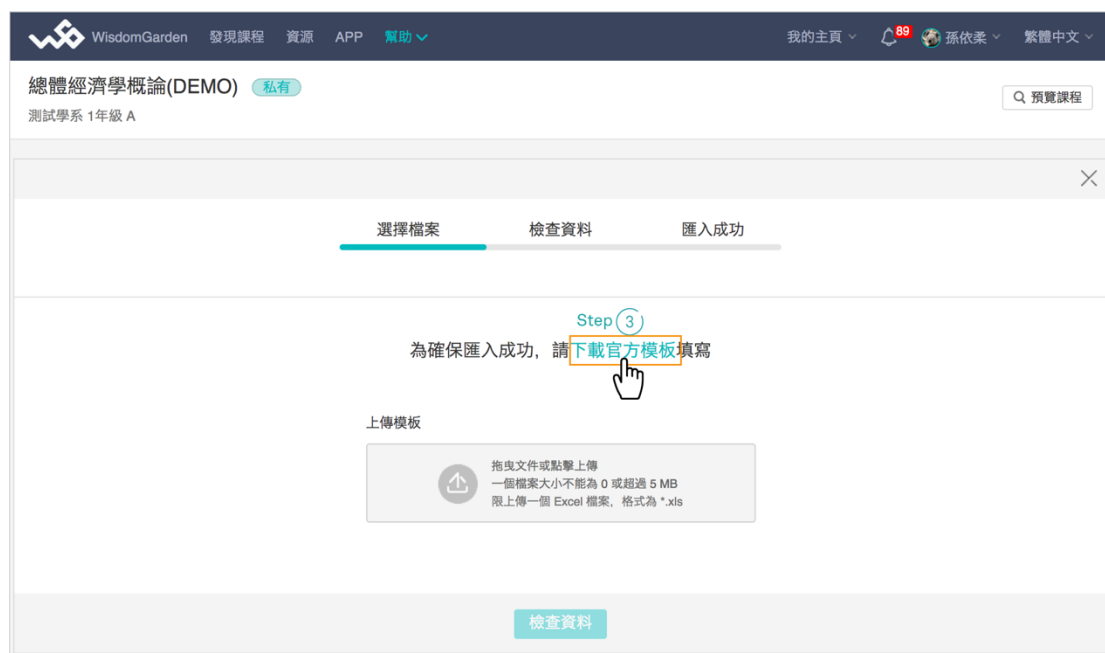 WisdomGarden 發現課程 資源 APP 幫助 我的主頁 89 孫依柔 繁體中文
總體經濟學概論(DEMO) 私有
測試學系 1年級 A
預覽課程
選擇檔案 檢查資料 匯入成功
Step 3
為確保匯入成功，請下載官方模板填寫
上傳模板
拖曳文件或點擊上傳
一個檔案大小不能為 0 或超過 5 MB
限上傳一個 Excel 檔案，格式為 *.xls
檢查資料